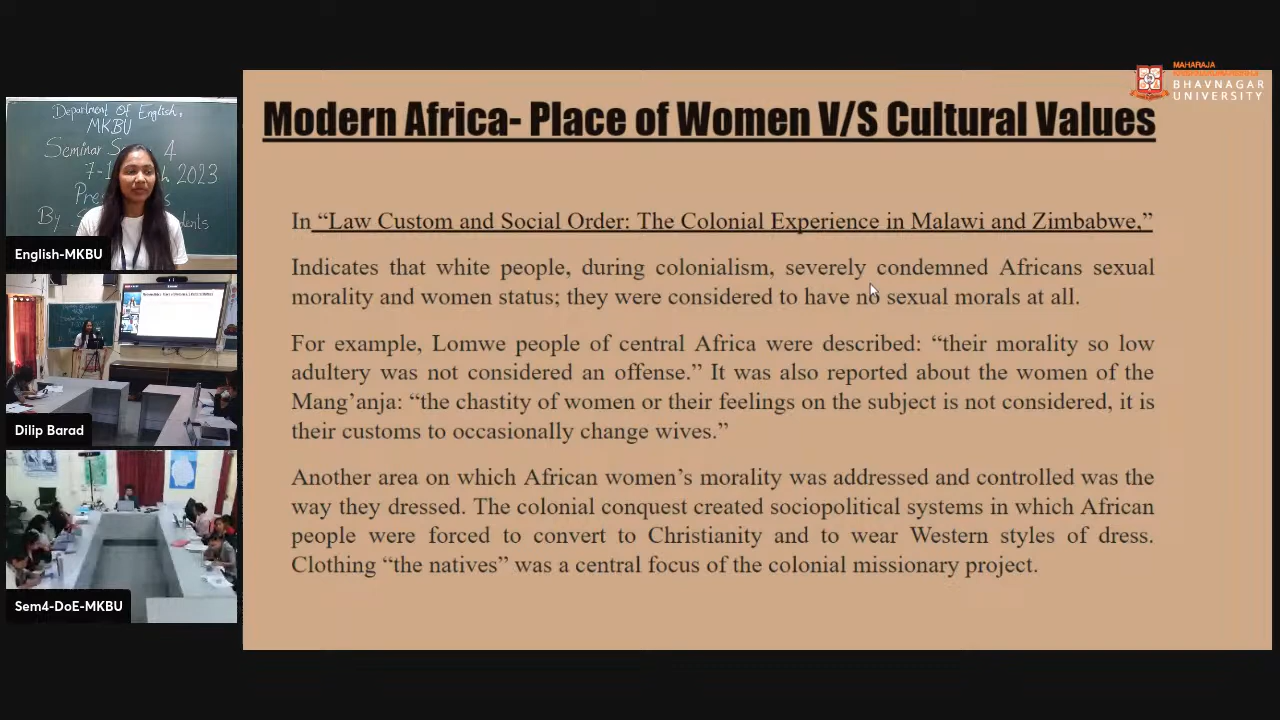 MAHARAJA
BHAVNAGAR
UNIVERSITY
Modern Africa- Place of Women V/S Cultural Values
In “Law Custom and Social Order: The Colonial Experience in Malawi and Zimbabwe,”
Indicates that white people, during colonialism, severely condemned Africans sexual
morality and women status; they were considered to have no sexual morals at all.
For example, Lomwe people of central Africa were described: “their morality so low
adultery was not considered an offense.” It was also reported about the women of the
Mang’anja: “the chastity of women or their feelings on the subject is not considered, it is
their customs to occasionally change wives.”
Another area on which African women’s morality was addressed and controlled was the
way they dressed. The colonial conquest created sociopolitical systems in which African
people were forced to convert to Christianity and to wear Western styles of dress.
Clothing “the natives” was a central focus of the colonial missionary project.
Department Of English,
MKBU
Seminar 4
2023
By
English-MKBU
Dilip Barad
Sem4-DoE-MKBU